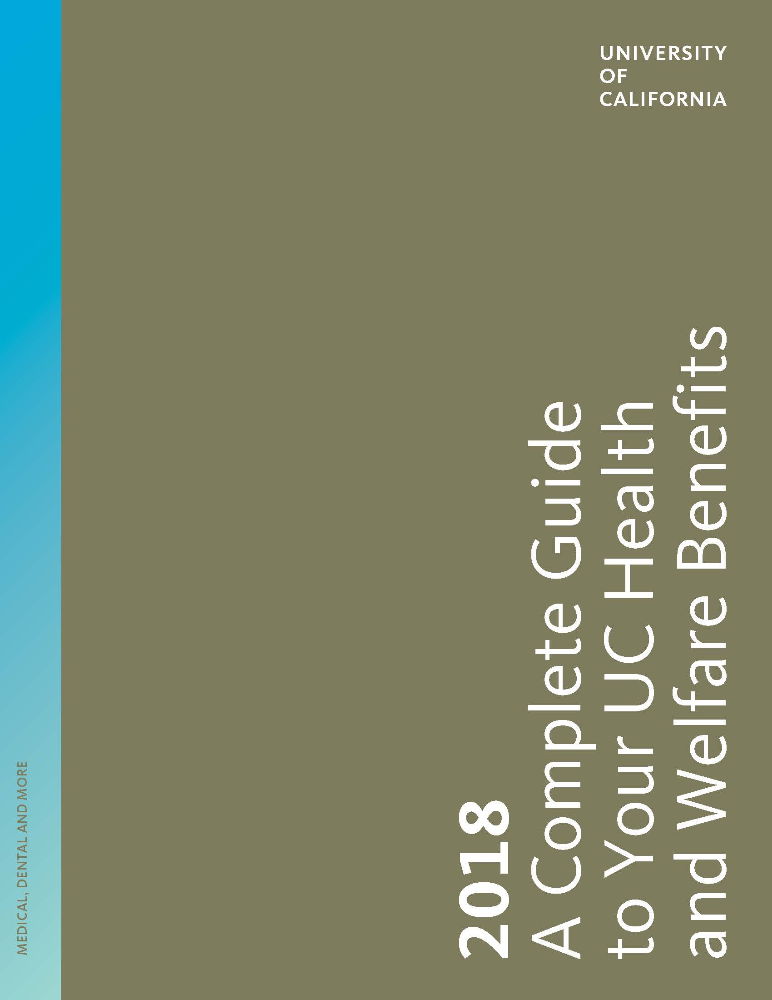 UNIVERSITY
OF
CALIFORNIA
2018
A Complete Guide
to Your UC Health
and Welfare Benefits
MEDICAL, DENTAL AND MORE